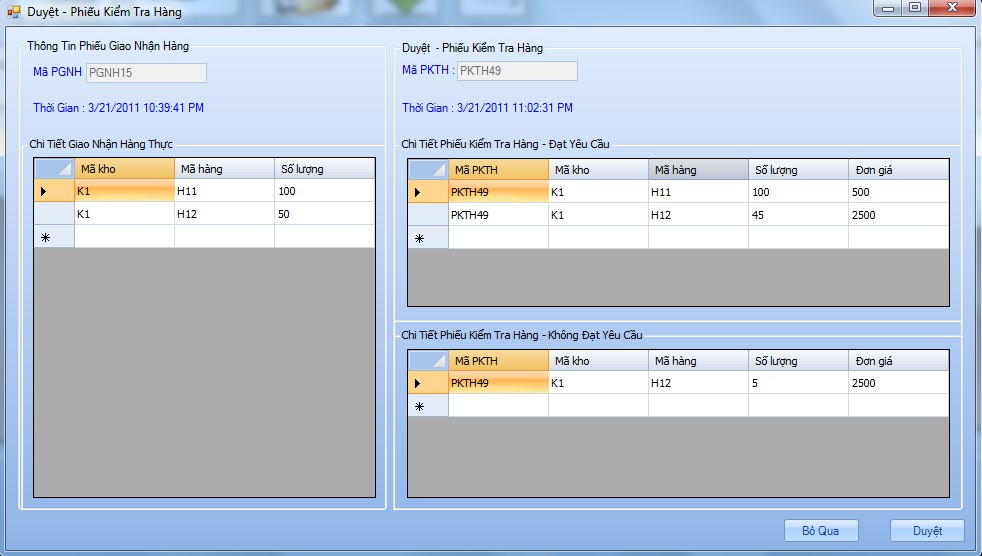 Duyệt - Phiếu Kiểm Tra Hàng
Thông Tin Phiếu Giao Nhận Hàng
Mã PGNH PGNH15
Thời Gian : 3/21/2011 10:39:41 PM
Chi Tiết Giao Nhận Hàng Thực
Mã kho Mã hàng Số lượng
K1 H11 100
K1 H12 50
Duyệt - Phiếu Kiểm Tra Hàng
Mã PKTH : PKTH49
Thời Gian : 3/21/2011 11:02:31 PM
Chi Tiết Phiếu Kiểm Tra Hàng - Đạt Yêu Cầu
Mã PKTH Mã kho Mã hàng Số lượng Đơn giá
PKTH49 K1 H11 100 500
PKTH49 K1 H12 45 2500
Chi Tiết Phiếu Kiểm Tra Hàng - Không Đạt Yêu Cầu
Mã PKTH Mã kho Mã hàng Số lượng Đơn giá
PKTH49 K1 H12 5 2500
Bỏ Qua Duyệt